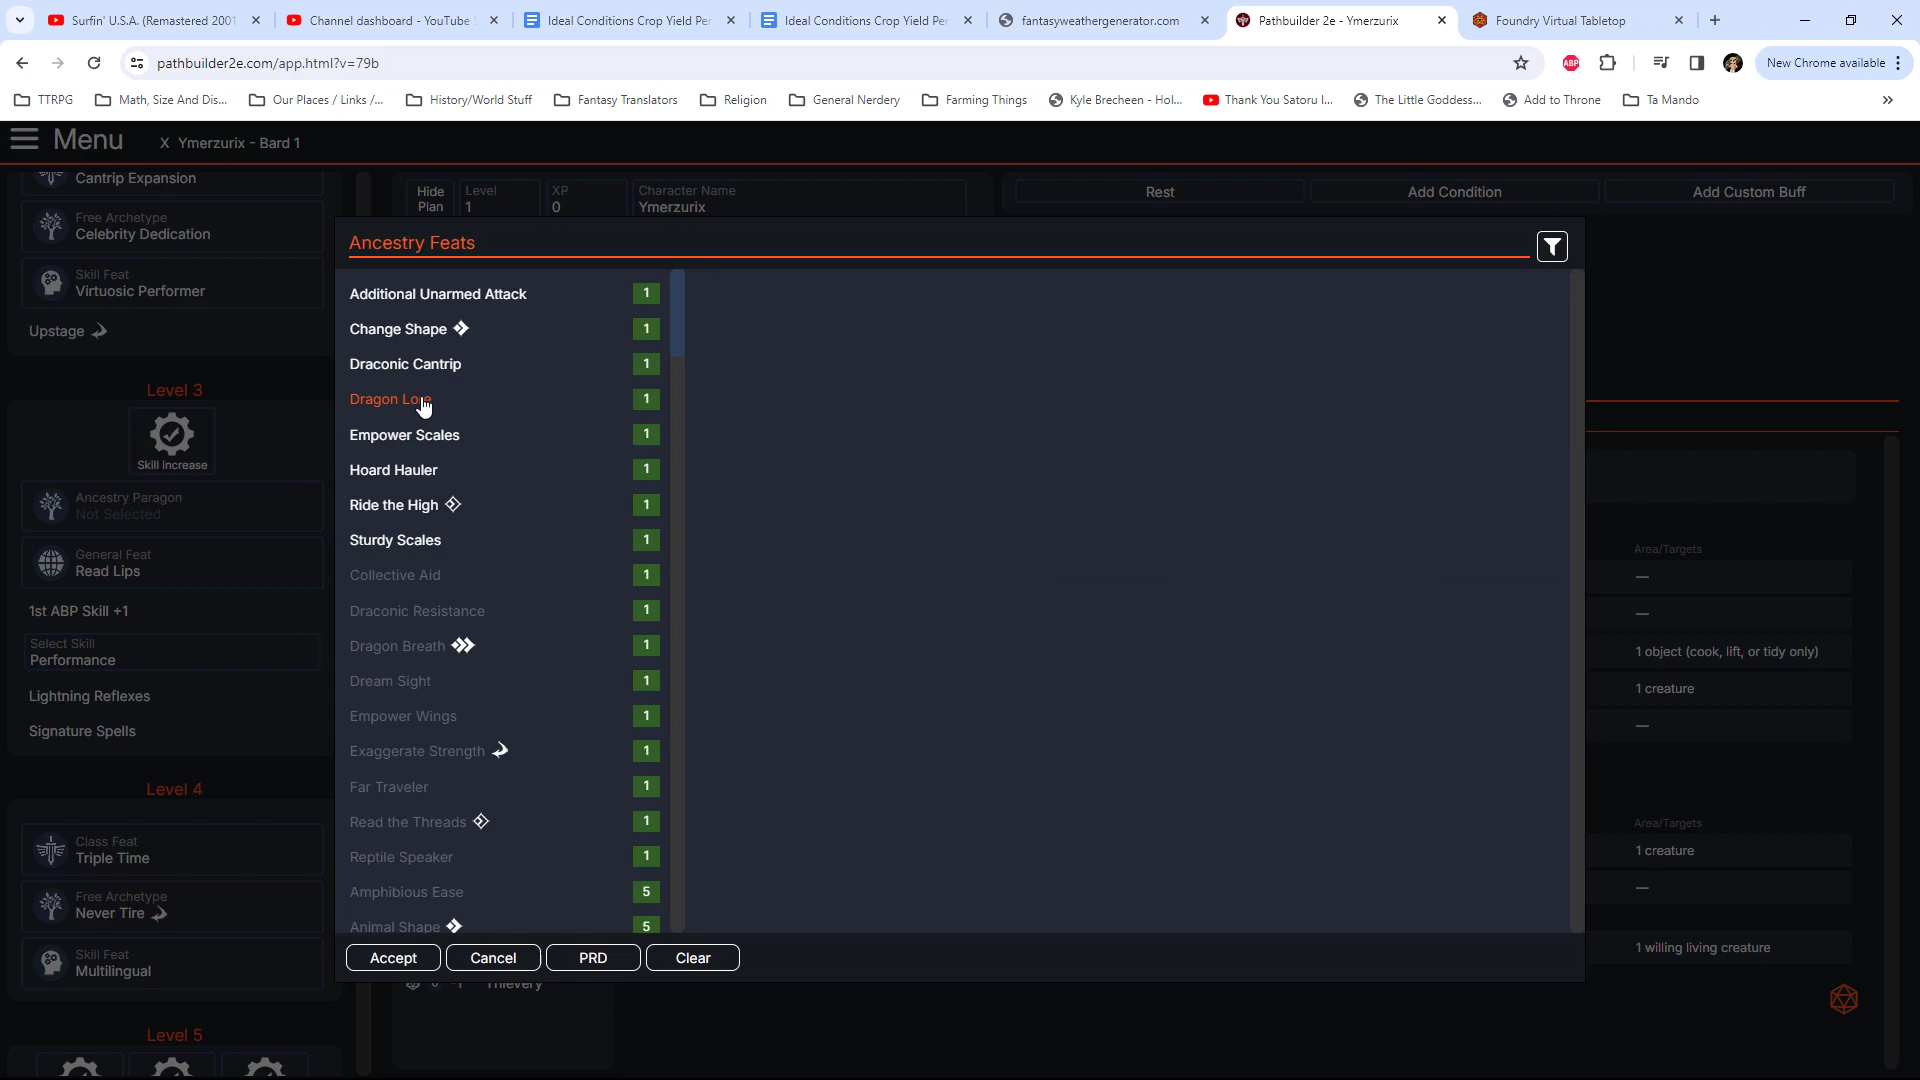 Surfin' U.S.A. (Remastered 2001
Channel dashboard - YouTube S
Ideal Conditions Crop Yield Per
Ideal Conditions Crop Yield Per
fantasyweathergenerator.com
Pathbuilder 2e - Ymerzurix
Foundry Virtual Tabletop
pathbuilder2e.com/app.html?v=79b
ABP
New Chrome available
TTRPG
Math, Size And Dis...
Our Places / Links /...
History/World Stuff
Fantasy Translators
Religion
General Nerdery
Farming Things
Kyle Brecheen - Hol...
Thank You Satoru I...
The Little Goddess...
Add to Throne
Ta Mando
Menu
X Ymerzurix - Bard 1
Cantrip Expansion
Free Archetype
Celebrity Dedication
Skill Feat
Virtuosic Performer
Upstage
Level 3
Skill Increase
Ancestry Paragon
Not Selected
General Feat
Read Lips
1st ABP Skill +1
Select Skill
Performance
Lightning Reflexes
Signature Spells
Level 4
Class Feat
Triple Time
Free Archetype
Never Tire
Skill Feat
Multilingual
Level 5
Hide Plan
Level
1
XP
0
Character Name
Ymerzurix
Rest
Add Condition
Add Custom Buff
Ancestry Feats
Additional Unarmed Attack 1
Change Shape 1
Draconic Cantrip 1
Dragon Lore 1
Empower Scales 1
Hoard Hauler 1
Ride the High 1
Sturdy Scales 1
Collective Aid 1
Draconic Resistance 1
Dragon Breath 1
Dream Sight 1
Empower Wings 1
Exaggerate Strength 1
Far Traveler 1
Read the Threads 1
Reptile Speaker 1
Amphibious Ease 5
Animal Shape 5
Accept
Cancel
PRD
Clear
Thievery
Area/Targets
—
—
1 object (cook, lift, or tidy only)
1 creature
—
Area/Targets
1 creature
—
1 willing living creature